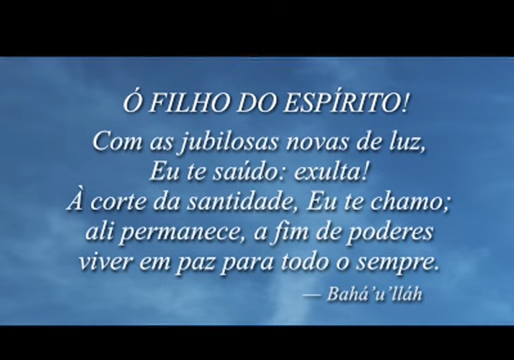 Ó FILHO DO ESPÍRITO!
Com as jubilosas novas de luz,
Eu te saúdo: exulta!
À corte da santidade, Eu te chamo;
ali permanece, a fim de poderes
viver em paz para todo o sempre.
— Bahá'u'lláh